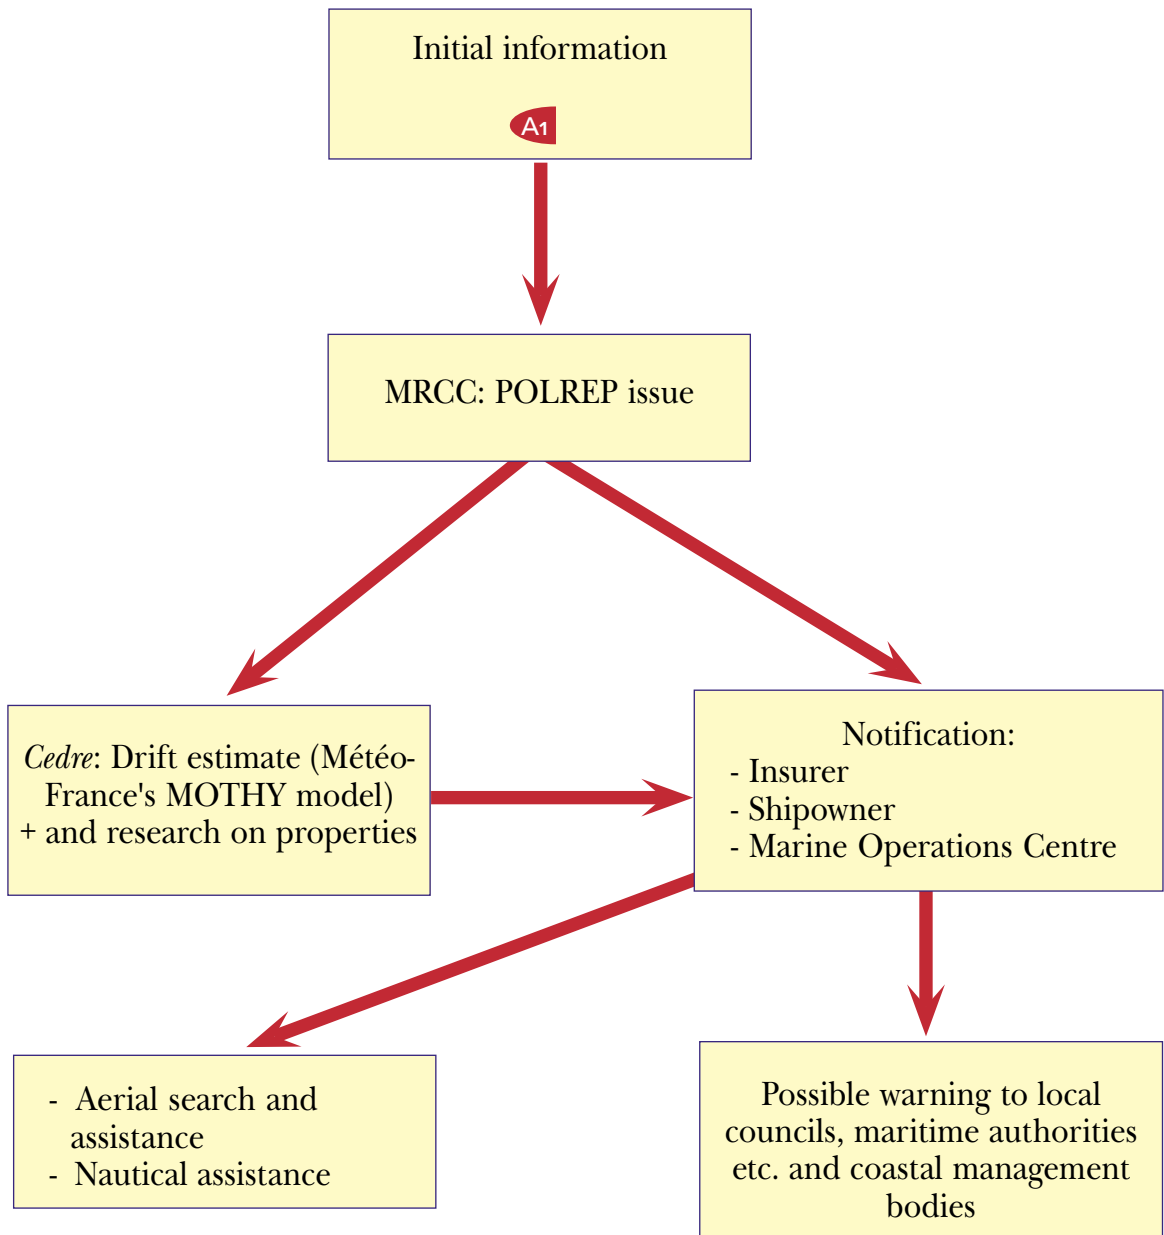 Initial information
A1
MRCC: POLREP issue
Cedre: Drift estimate (Météo-
France's MOTHY model)
+ and research on properties
Notification:
- Insurer
- Shipowner
- Marine Operations Centre
- Aerial search and
assistance
- Nautical assistance
Possible warning to local
councils, maritime authorities
etc. and coastal management
bodies